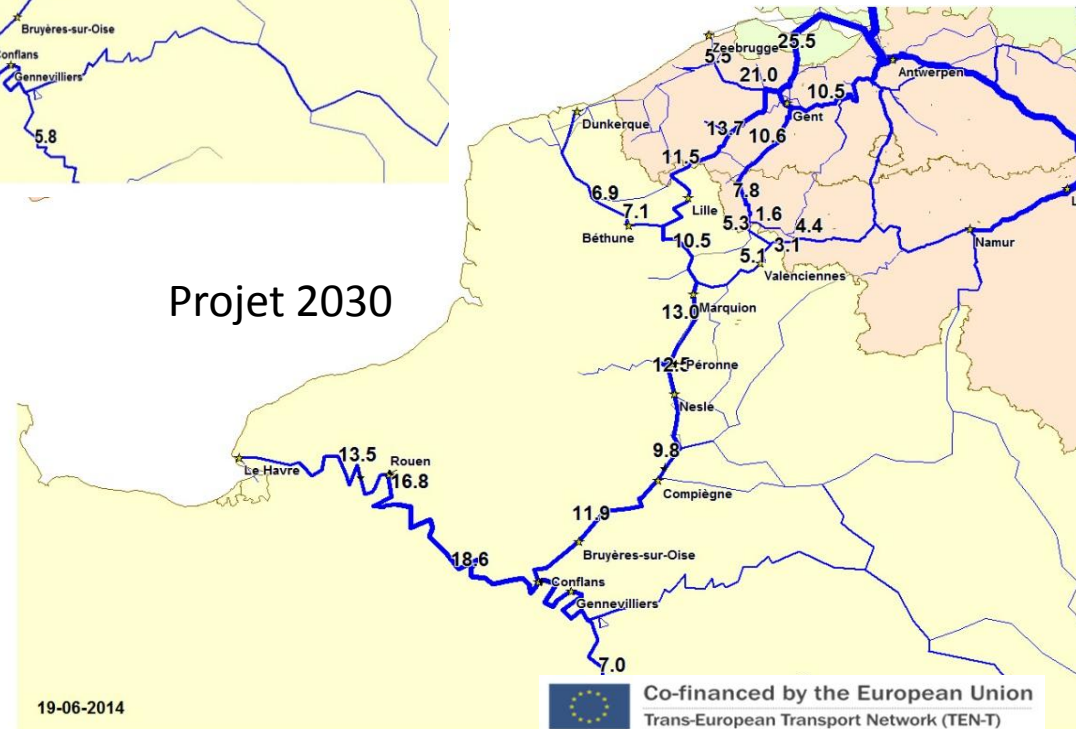 Bruyères-sur-Oise
Conflans
Gennevilliers
5.8
Zeebrugge
25.5
5.5
Antwerpen
21.0
10.5
Gent
Dunkerque
13.7
10.6
11.5
7.8
6.9
Lille
1.6
7.1
5.3
4.4
Béthune
10.5
3.1
Namur
5.1
Valenciennes
Projet 2030
Marquion
13.0
12.5
Péronne
Nesle
9.8
13.5
Rouen
Le Havre
16.8
Compiègne
11.9
18.6
Bruyères-sur-Oise
Conflans
Gennevilliers
7.0
19-06-2014
Co-financed by the European Union
Trans-European Transport Network (TEN-T)